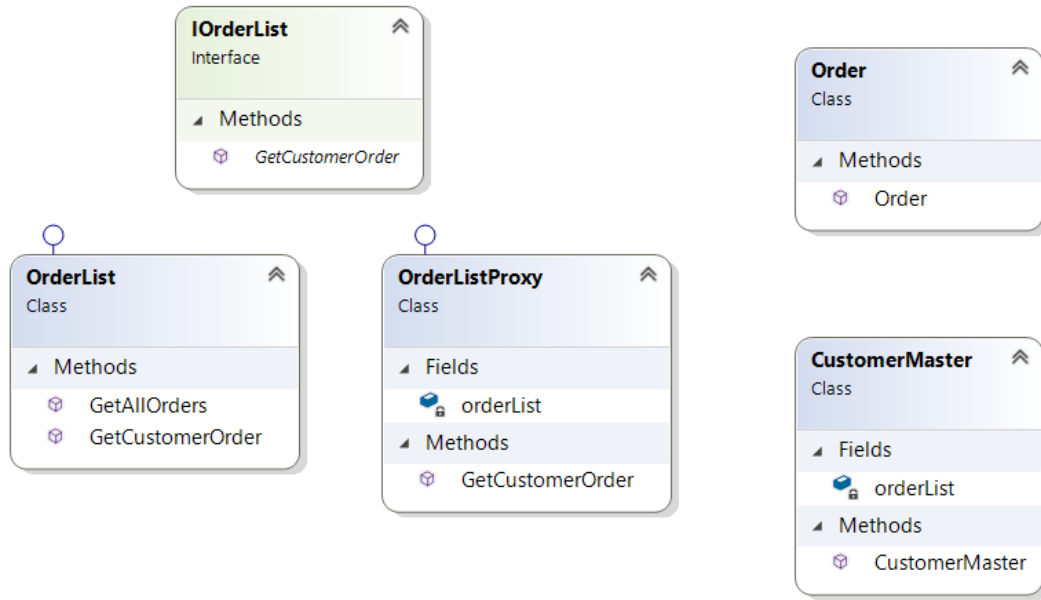 IOrderList
Interface
Methods
GetCustomerOrder
OrderList
Class
Methods
GetAllOrders
GetCustomerOrder
OrderListProxy
Class
Fields
orderList
Methods
GetCustomerOrder
Order
Class
Methods
Order
CustomerMaster
Class
Fields
orderList
Methods
CustomerMaster